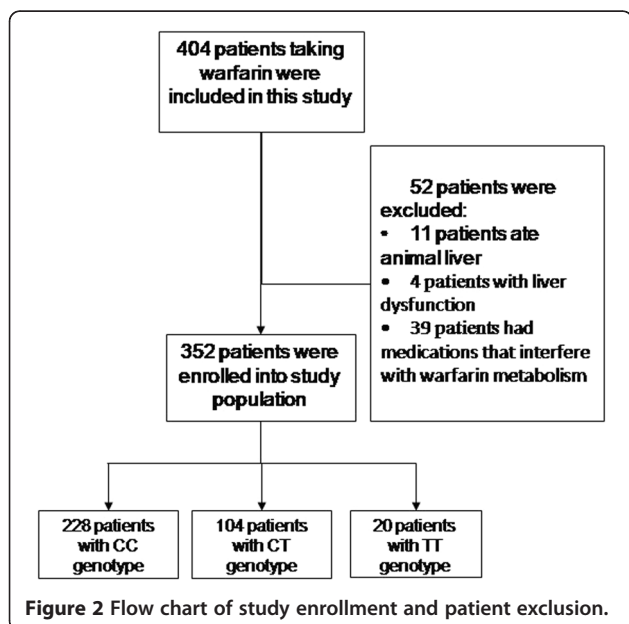 404 patients taking
warfarin were
included in this study
52 patients were
excluded:
• 11 patients ate
animal liver
• 4 patients with liver
dysfunction
• 39 patients had
medications that interfere
with warfarin metabolism
352 patients were
enrolled into study
population
228 patients
with CC
genotype
104 patients
with CT
genotype
20 patients
with TT
genotype
Figure 2 Flow chart of study enrollment and patient exclusion.